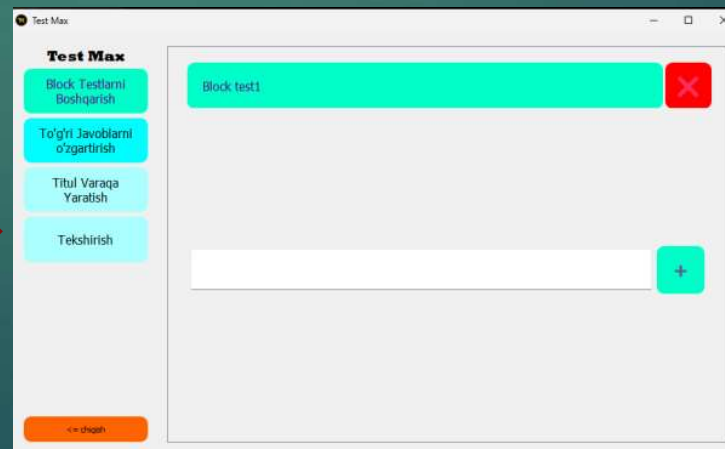 Test Max
Test Max
Block Testlarni
Boshqarish
To'g'ri Javoblarni
o'zgartirish
Titul Varaqa
Yaratish
Tekshirish
<= chiqish
Block test1
+